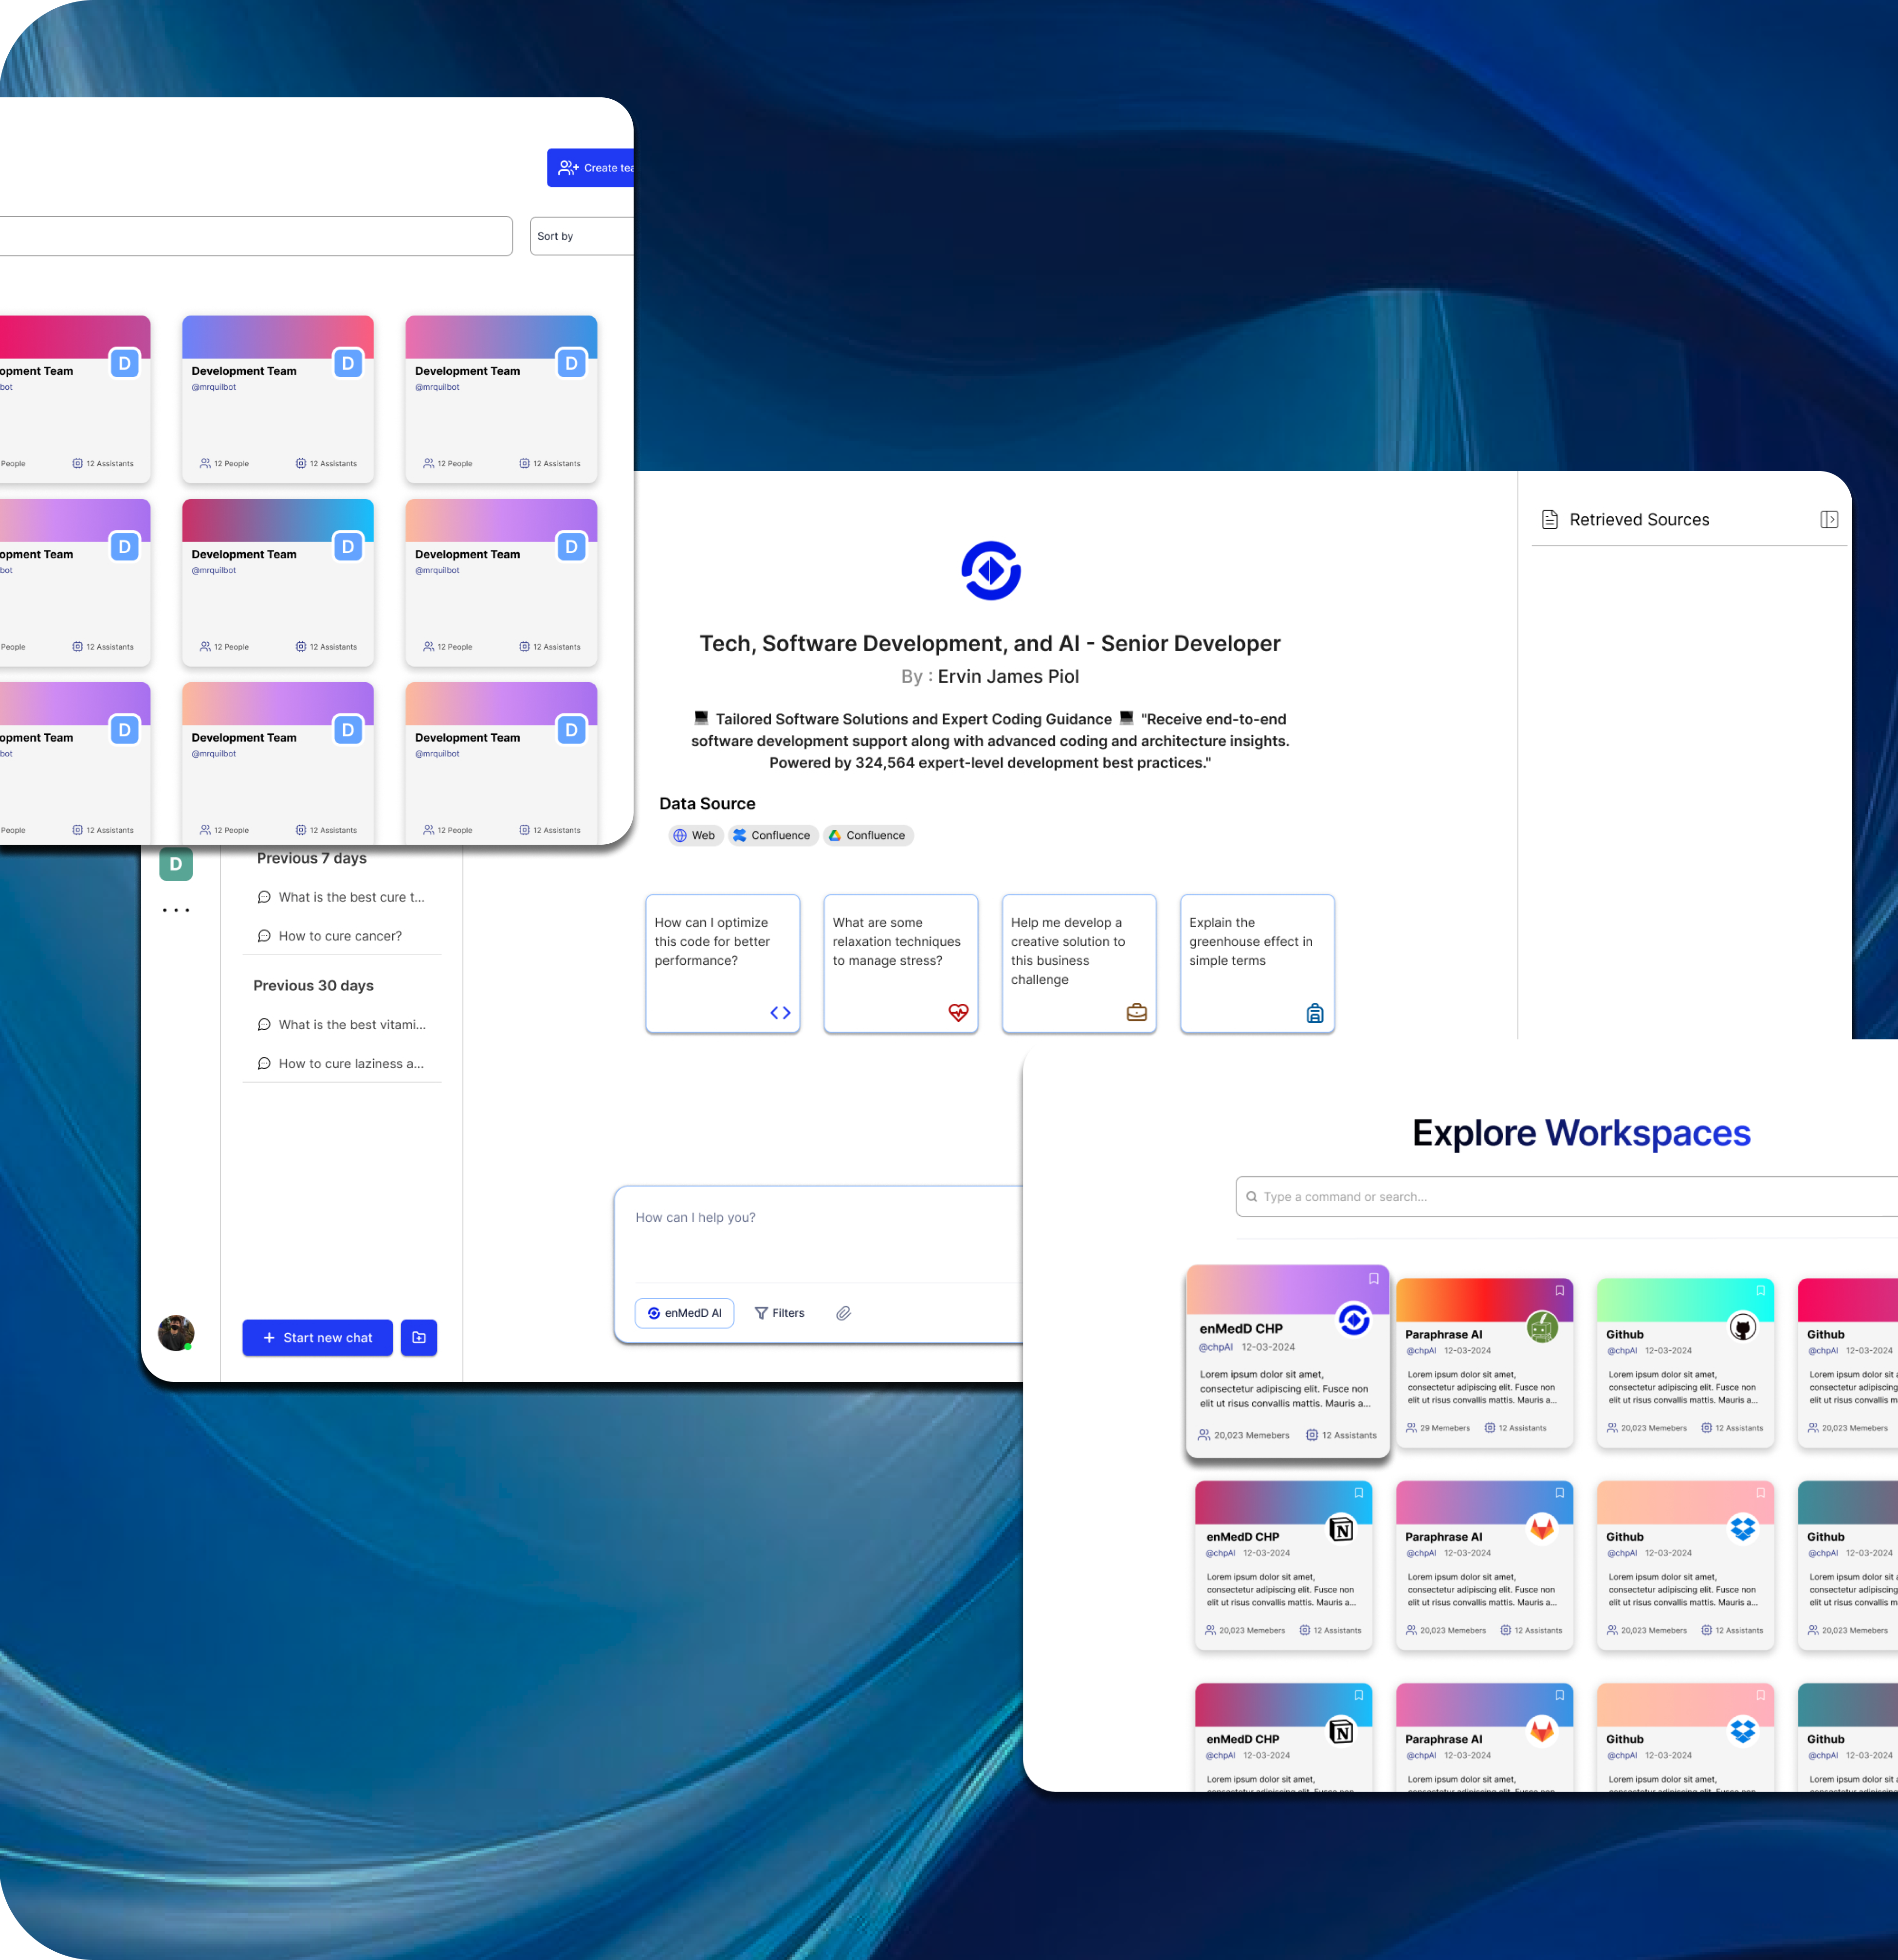 Create tea
Sort by
opment Team
D
Development Team
D
Development Team
D
bot
@mrquilbot
@mrquilbot
People
12 Assistants
12 People
12 Assistants
12 People
12 Assistants
opment Team
D
Development Team
D
Development Team
D
bot
@mrquilbot
@mrquilbot
People
12 Assistants
12 People
12 Assistants
12 People
12 Assistants
opment Team
D
Development Team
D
Development Team
D
bot
@mrquilbot
@mrquilbot
People
12 Assistants
12 People
12 Assistants
12 People
12 Assistants
D
Previous 7 days
What is the best cure t...
How to cure cancer?
Previous 30 days
What is the best vitami...
How to cure laziness a...
Start new chat
Tech, Software Development, and AI - Senior Developer
By : Ervin James Piol
Tailored Software Solutions and Expert Coding Guidance "Receive end-to-end
software development support along with advanced coding and architecture insights.
Powered by 324,564 expert-level development best practices."
Data Source
Web
Confluence
Confluence
How can I optimize
this code for better
performance?
What are some
relaxation techniques
to manage stress?
Help me develop a
creative solution to
this business
challenge
Explain the
greenhouse effect in
simple terms
How can I help you?
enMedD AI
Filters
Retrieved Sources
Explore Workspaces
Type a command or search...
enMedD CHP
@chpAI 12-03-2024
Lorem ipsum dolor sit amet,
consectetur adipiscing elit. Fusce non
elit ut risus convallis mattis. Mauris a...
20,023 Memebers
12 Assistants
Paraphrase AI
@chpAI 12-03-2024
Lorem ipsum dolor sit amet,
consectetur adipiscing elit. Fusce non
elit ut risus convallis mattis. Mauris a...
29 Memebers
12 Assistants
Github
@chpAI 12-03-2024
Lorem ipsum dolor sit amet,
consectetur adipiscing elit. Fusce non
elit ut risus convallis mattis. Mauris a...
20,023 Memebers
12 Assistants
Github
@chpAI 12-03-2024
Lorem ipsum dolor sit a
consectetur adipiscing
elit ut risus convallis m
20,023 Memebers
enMedD CHP
@chpAI 12-03-2024
Lorem ipsum dolor sit amet,
consectetur adipiscing elit. Fusce non
elit ut risus convallis mattis. Mauris a...
20,023 Memebers
12 Assistants
Paraphrase AI
@chpAI 12-03-2024
Lorem ipsum dolor sit amet,
consectetur adipiscing elit. Fusce non
elit ut risus convallis mattis. Mauris a...
20,023 Memebers
12 Assistants
Github
@chpAI 12-03-2024
Lorem ipsum dolor sit amet,
consectetur adipiscing elit. Fusce non
elit ut risus convallis mattis. Mauris a...
20,023 Memebers
12 Assistants
Github
@chpAI 12-03-2024
Lorem ipsum dolor sit a
consectetur adipiscing
elit ut risus convallis m
20,023 Memebers
enMedD CHP
@chpAI 12-03-2024
Lorem ipsum dolor sit amet,
Paraphrase AI
@chpAI 12-03-2024
Lorem ipsum dolor sit amet,
Github
@chpAI 12-03-2024
Lorem ipsum dolor sit amet,
Github
@chpAI 12-03-2024
Lorem ipsum dolor sit a